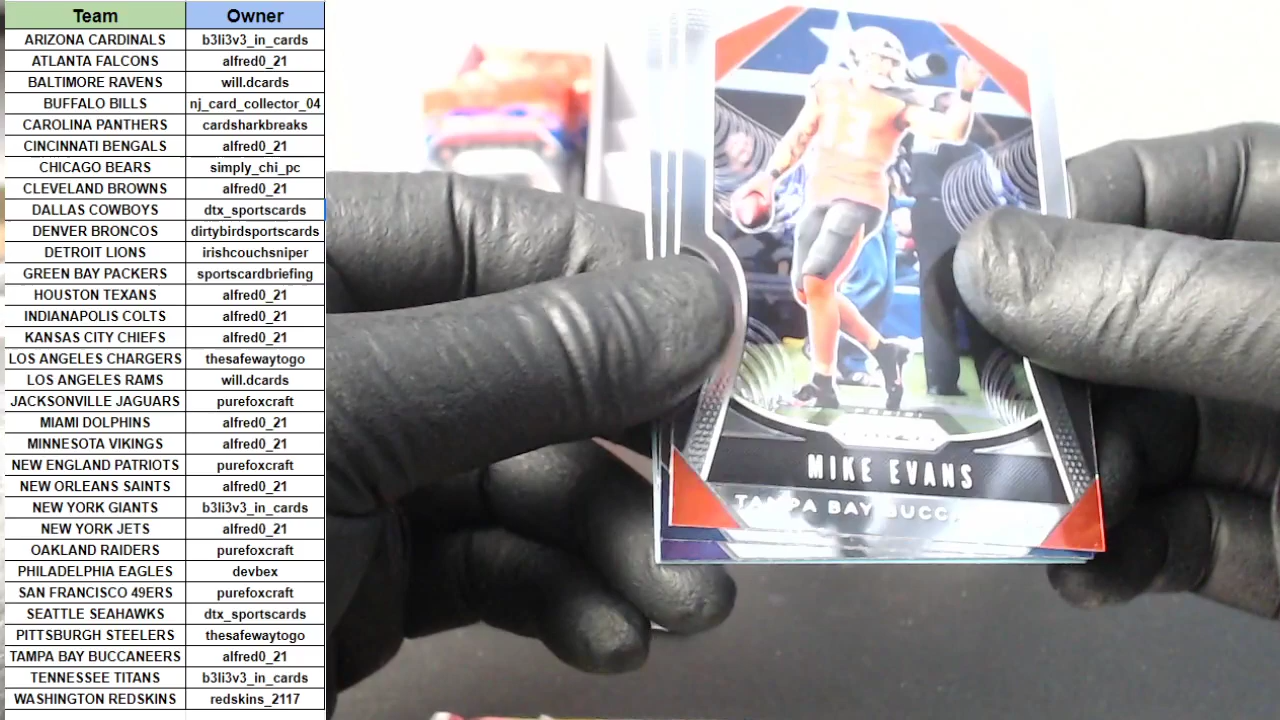 Team Owner
ARIZONA CARDINALS b3li3v3_in_cards
ATLANTA FALCONS alfred0_21
BALTIMORE RAVENS will.dcards
BUFFALO BILLS nj_card_collector_04
CAROLINA PANTHERS cardsharkbreaks
CINCINNATI BENGALS alfred0_21
CHICAGO BEARS simply_chi_pc
CLEVELAND BROWNS alfred0_21
DALLAS COWBOYS dtx_sportscards
DENVER BRONCOS dirtybirdsportscards
DETROIT LIONS irishcouchsniper
GREEN BAY PACKERS sportscardbriefing
HOUSTON TEXANS alfred0_21
INDIANAPOLIS COLTS alfred0_21
KANSAS CITY CHIEFS alfred0_21
LOS ANGELES CHARGERS thesafewaytogo
LOS ANGELES RAMS will.dcards
JACKSONVILLE JAGUARS purefoxcraft
MIAMI DOLPHINS alfred0_21
MINNESOTA VIKINGS alfred0_21
NEW ENGLAND PATRIOTS purefoxcraft
NEW ORLEANS SAINTS alfred0_21
NEW YORK GIANTS b3li3v3_in_cards
NEW YORK JETS alfred0_21
OAKLAND RAIDERS purefoxcraft
PHILADELPHIA EAGLES devbex
SAN FRANCISCO 49ERS purefoxcraft
SEATTLE SEAHAWKS dtx_sportscards
PITTSBURGH STEELERS thesafewaytogo
TAMPA BAY BUCCANEERS alfred0_21
TENNESSEE TITANS b3li3v3_in_cards
WASHINGTON REDSKINS redskins_2117
PANINI
MIKE EVANS
TAMPA BAY BUCC